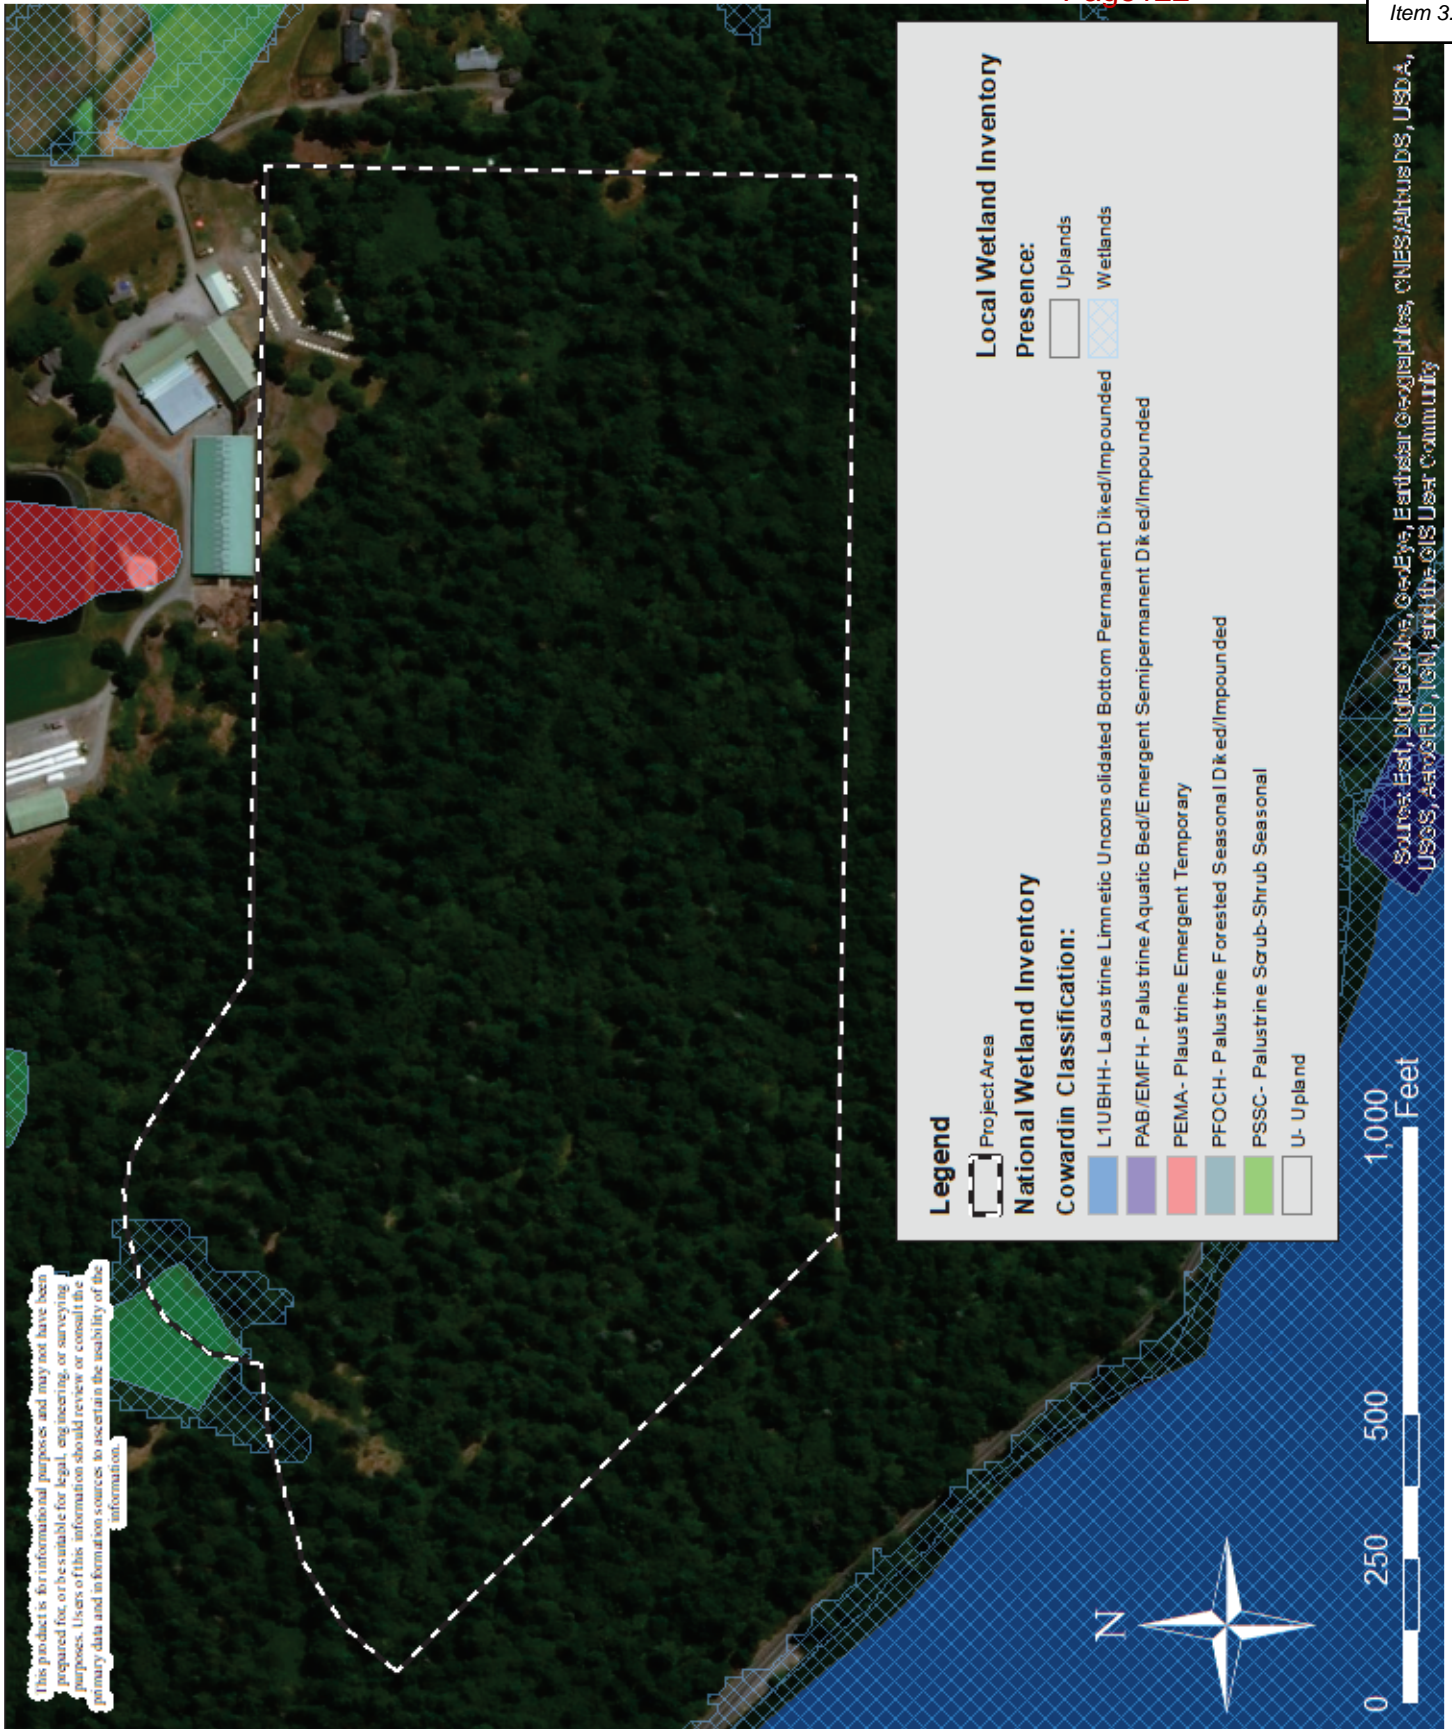 Item 3.
This product is for informational purposes and may not have been
prepared for, or be suitable for legal, engineering, or surveying
purposes. Users of this information should review or consult the
primary data and information sources to ascertain the usability of the
information.
Legend
Project Area
National Wetland Inventory
Cowardin Classification:
L1UBHH- Lacustrine Limnetic Unconsolidated Bottom Permanent Diked/Impounded
PAB/EMFH- Palustrine Aquatic Bed/Emergent Semipermanent Diked/Impounded
PEMA- Plaustrine Emergent Temporary
PFOCH- Palustrine Forested Seasonal Diked/Impounded
PSSC- Palustrine Scrub-Shrub Seasonal
U- Upland
Local Wetland Inventory
Presence:
Uplands
Wetlands
N
0 250 500 1,000
Feet
Source: Esri, DigitalGlobe, GeoEye, Earthstar Geographics, CNES/Airbus DS, USDA,
USGS, AeroGRID, IGN, and the GIS User Community